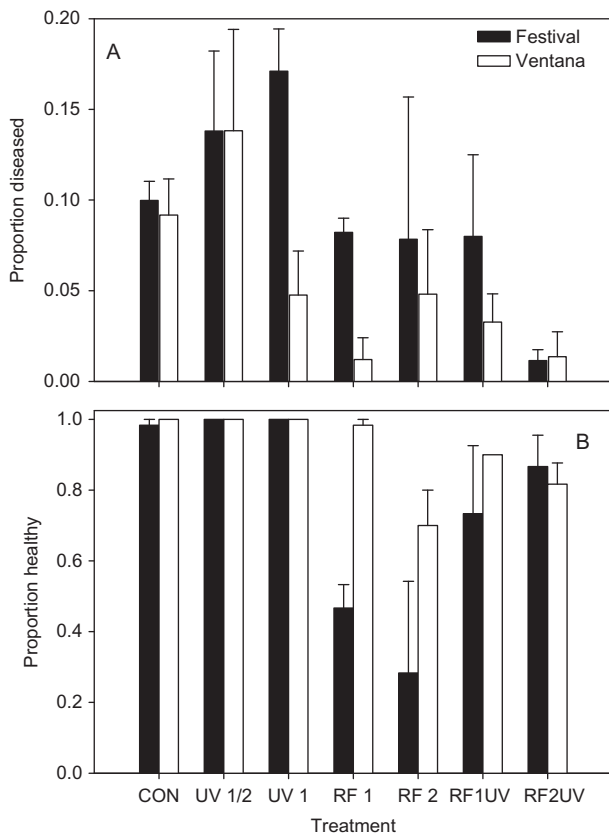 A
Festival
Ventana
0.20
0.15
0.10
0.05
0.00
Proportion diseased
B
1.0
0.8
0.6
0.4
0.2
0.0
Proportion healthy
CON UV 1/2 UV 1 RF 1 RF 2 RF1UV RF2UV
Treatment